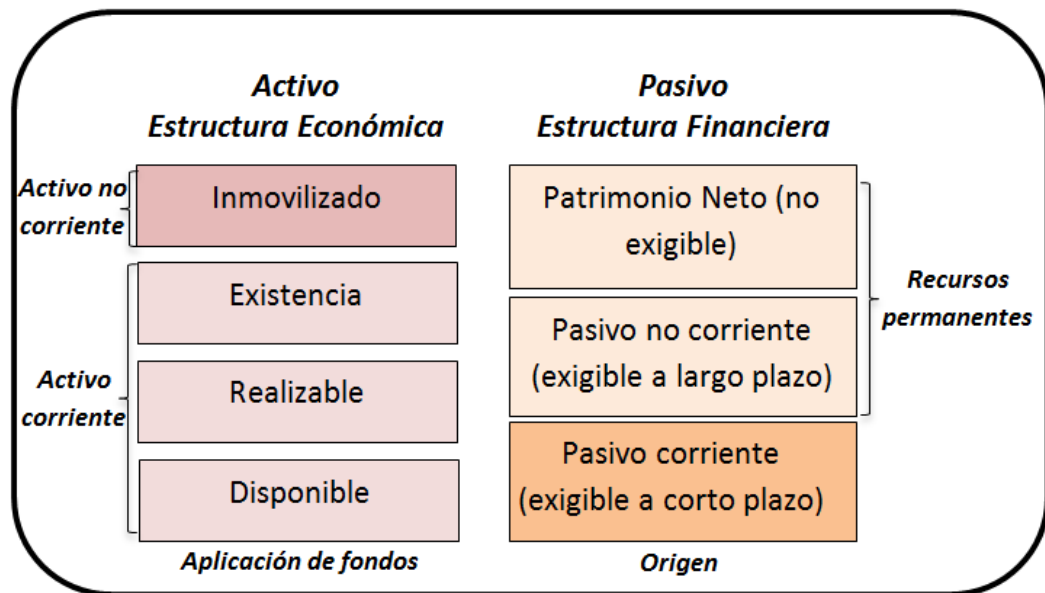 Activo
Estructura Económica
Pasivo
Estructura Financiera
Activo no
corriente
Inmovilizado
Existencia
Activo
corriente
Realizable
Disponible
Aplicación de fondos
Patrimonio Neto (no
exigible)
Pasivo no corriente
(exigible a largo plazo)
Recursos
permanentes
Pasivo corriente
(exigible a corto plazo)
Origen